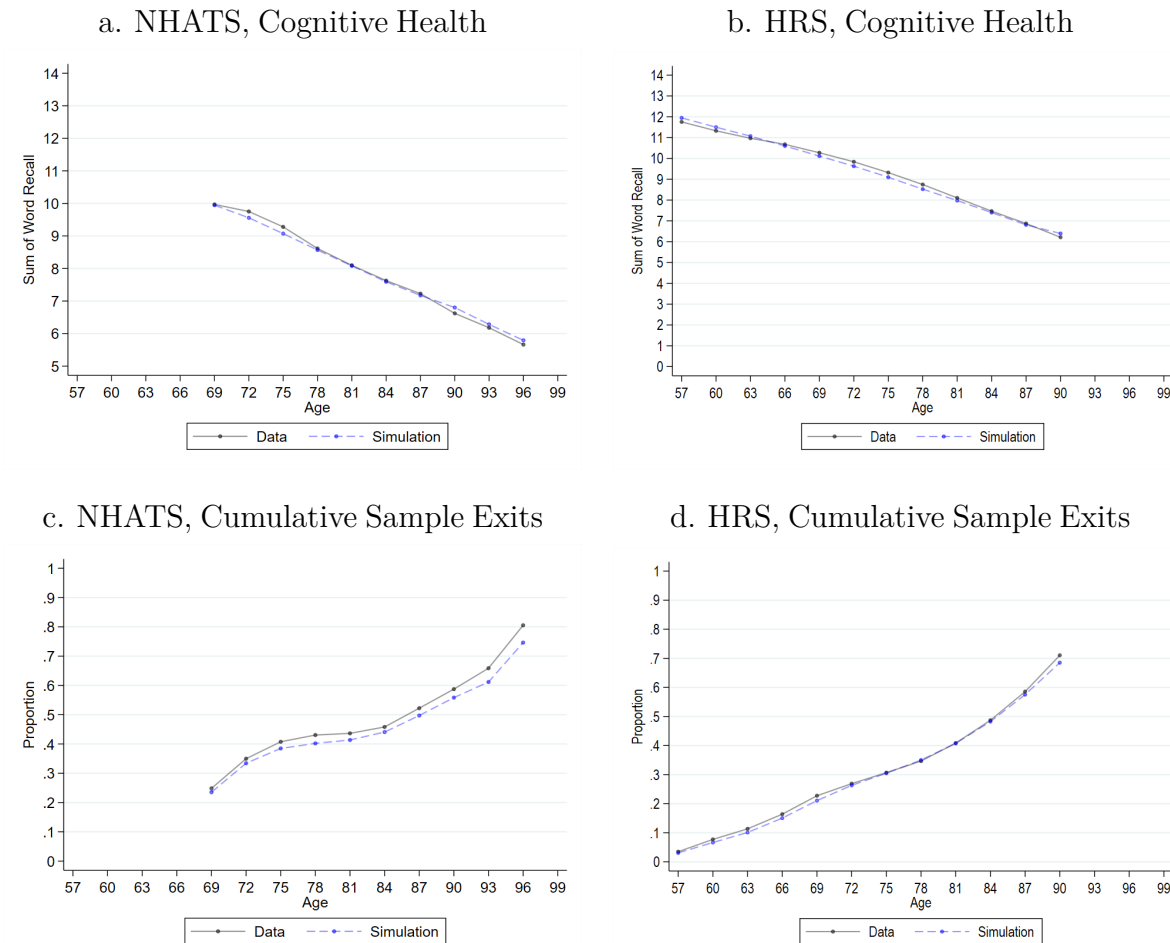 a. NHATS, Cognitive Health
Sum of Word Recall
14
13
12
11
10
9
8
7
6
5
57 60 63 66 69 72 75 78 81 84 87 90 93 96 99
Age
Data Simulation
b. HRS, Cognitive Health
Sum of Word Recall
14
13
12
11
10
9
8
7
6
5
4
3
2
1
0
57 60 63 66 69 72 75 78 81 84 87 90 93 96 99
Age
Data Simulation
c. NHATS, Cumulative Sample Exits
Proportion
1
.9
.8
.7
.6
.5
.4
.3
.2
.1
0
57 60 63 66 69 72 75 78 81 84 87 90 93 96 99
Age
Data Simulation
d. HRS, Cumulative Sample Exits
Proportion
1
.9
.8
.7
.6
.5
.4
.3
.2
.1
0
57 60 63 66 69 72 75 78 81 84 87 90 93 96 99
Age
Data Simulation